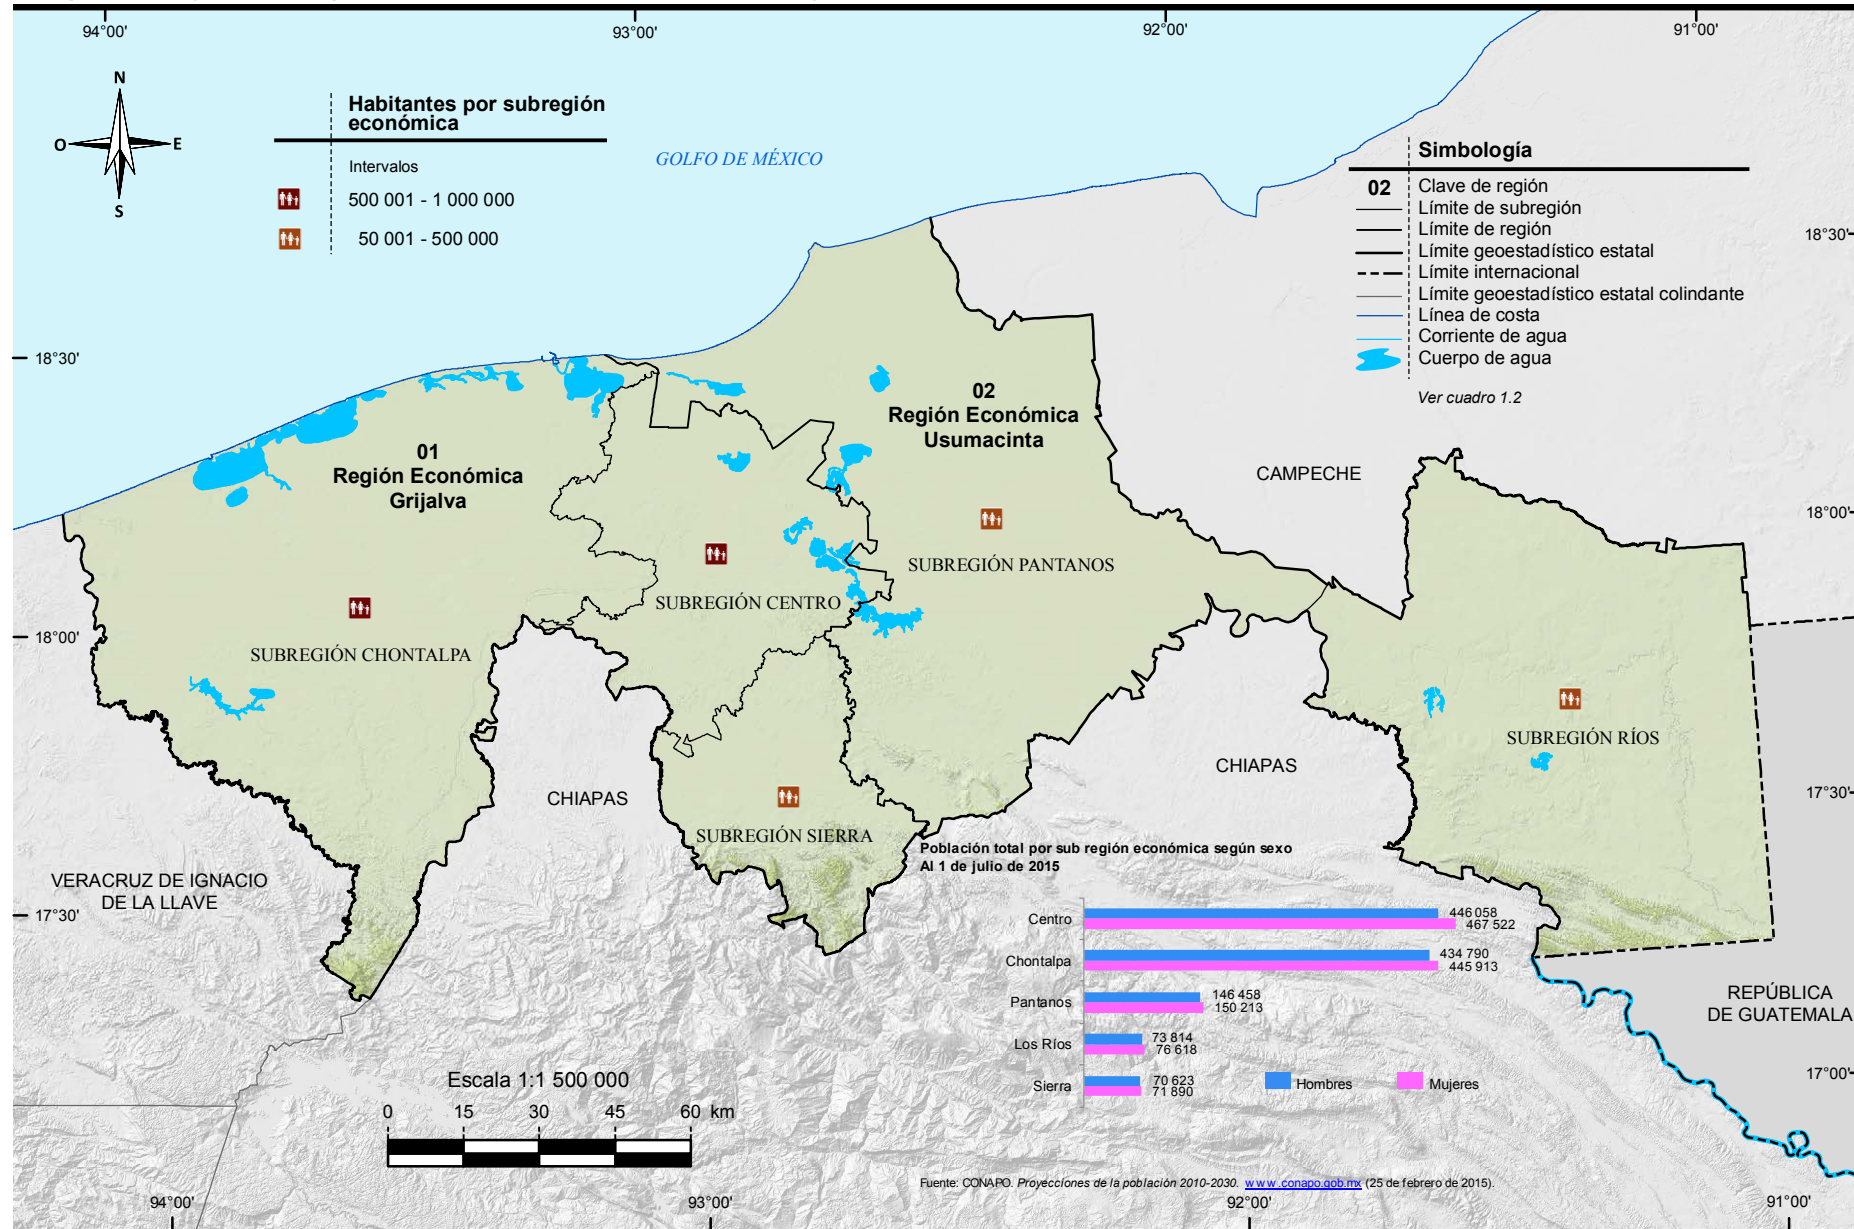 94°00'
93°00'
92°00'
91°00'
N
O
E
S
Habitantes por subregión
económica
Intervalos
500 001 - 1 000 000
50 001 - 500 000
GOLFO DE MÉXICO
Simbología
02 Clave de región
Límite de subregión
Límite de región
Límite geoestadístico estatal
Límite internacional
Límite geoestadístico estatal colindante
Línea de costa
Corriente de agua
Cuerpo de agua
Ver cuadro 1.2
18°30'
18°30'
01
Región Económica
Grijalva
02
Región Económica
Usumacinta
CAMPECHE
18°00'
SUBREGIÓN PANTANOS
SUBREGIÓN CENTRO
18°00'
SUBREGIÓN CHONTALPA
SUBREGIÓN RÍOS
CHIAPAS
CHIAPAS
17°30'
SUBREGIÓN SIERRA
VERACRUZ DE IGNACIO
DE LA LLAVE
17°30'
Población total por sub región económica según sexo
Al 1 de julio de 2015
Centro
446 058
467 522
Chontalpa
434 790
445 913
Pantanos
146 458
150 213
Los Ríos
73 814
76 618
Sierra
70 623
71 890
Hombres
Mujeres
REPÚBLICA
DE GUATEMALA
17°00'
Escala 1:1 500 000
0 15 30 45 60 km
Fuente: CONAPO. Proyecciones de la población 2010-2030. www.conapo.gob.mx (25 de febrero de 2015).
94°00'
93°00'
92°00'
91°00'